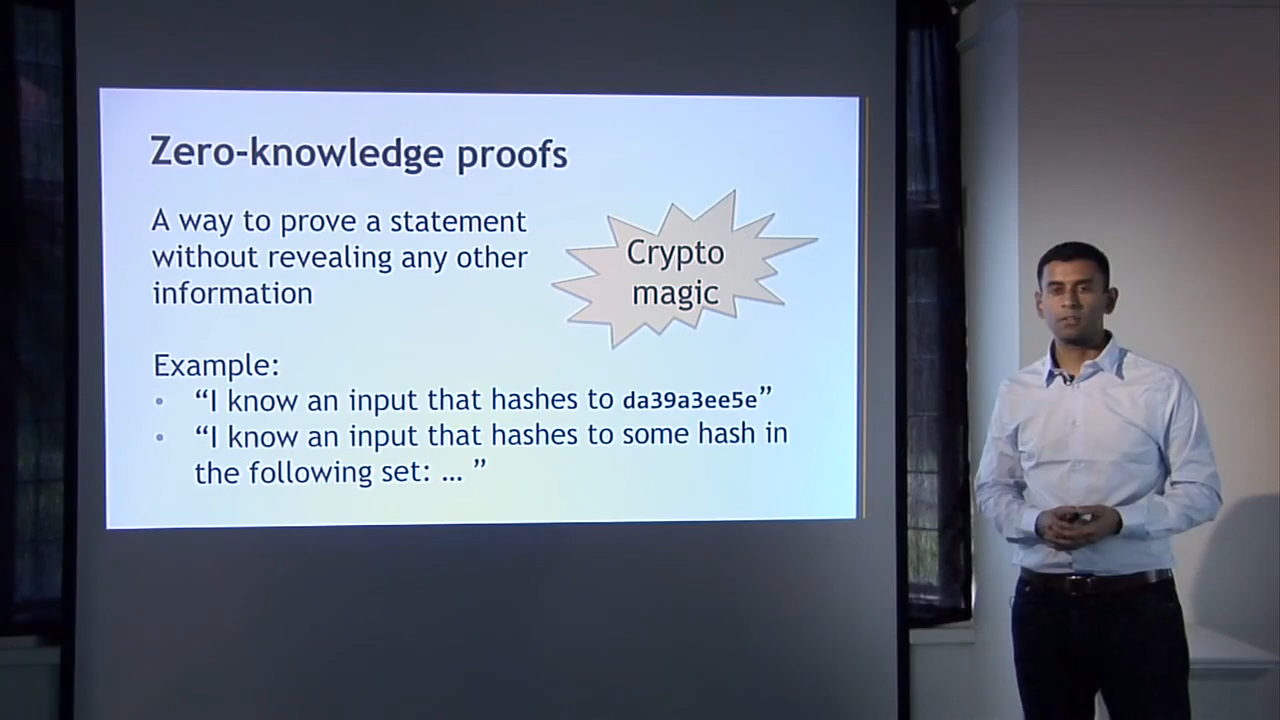 Zero-knowledge proofs
A way to prove a statement
without revealing any other
information
Crypto
magic
Example:
• “I know an input that hashes to da39a3ee5e”
• “I know an input that hashes to some hash in
the following set: ... ”